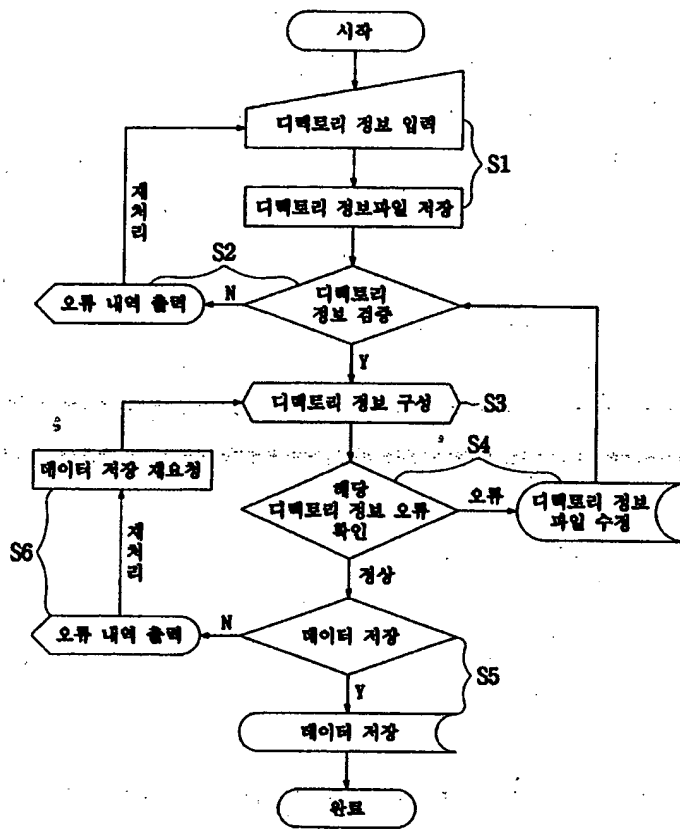 시작
디렉토리 정보 입력
S1
재처리
디렉토리 정보파일 저장
S2
오류 내역 출력
N
디렉토리
정보 검증
Y
디렉토리 정보 구성
S3
데이터 저장 재요청
S4
해당
디렉토리 정보 오류
확인
오류
디렉토리 정보
파일 수정
S6
재처리
정상
오류 내역 출력
N
데이터 저장
S5
Y
데이터 저장
완료